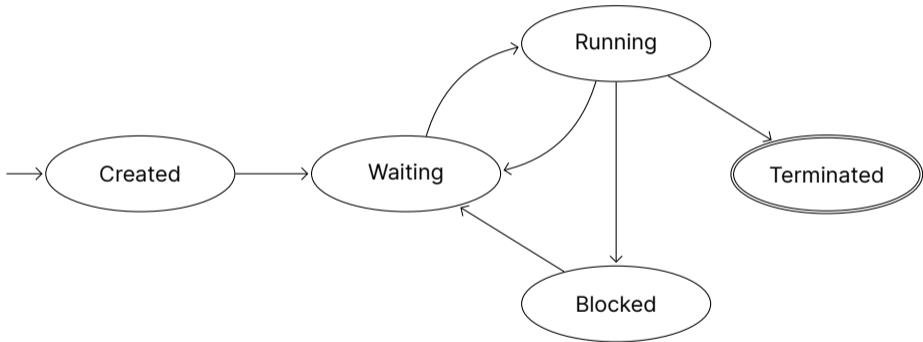 Running
Created
Waiting
Terminated
Blocked